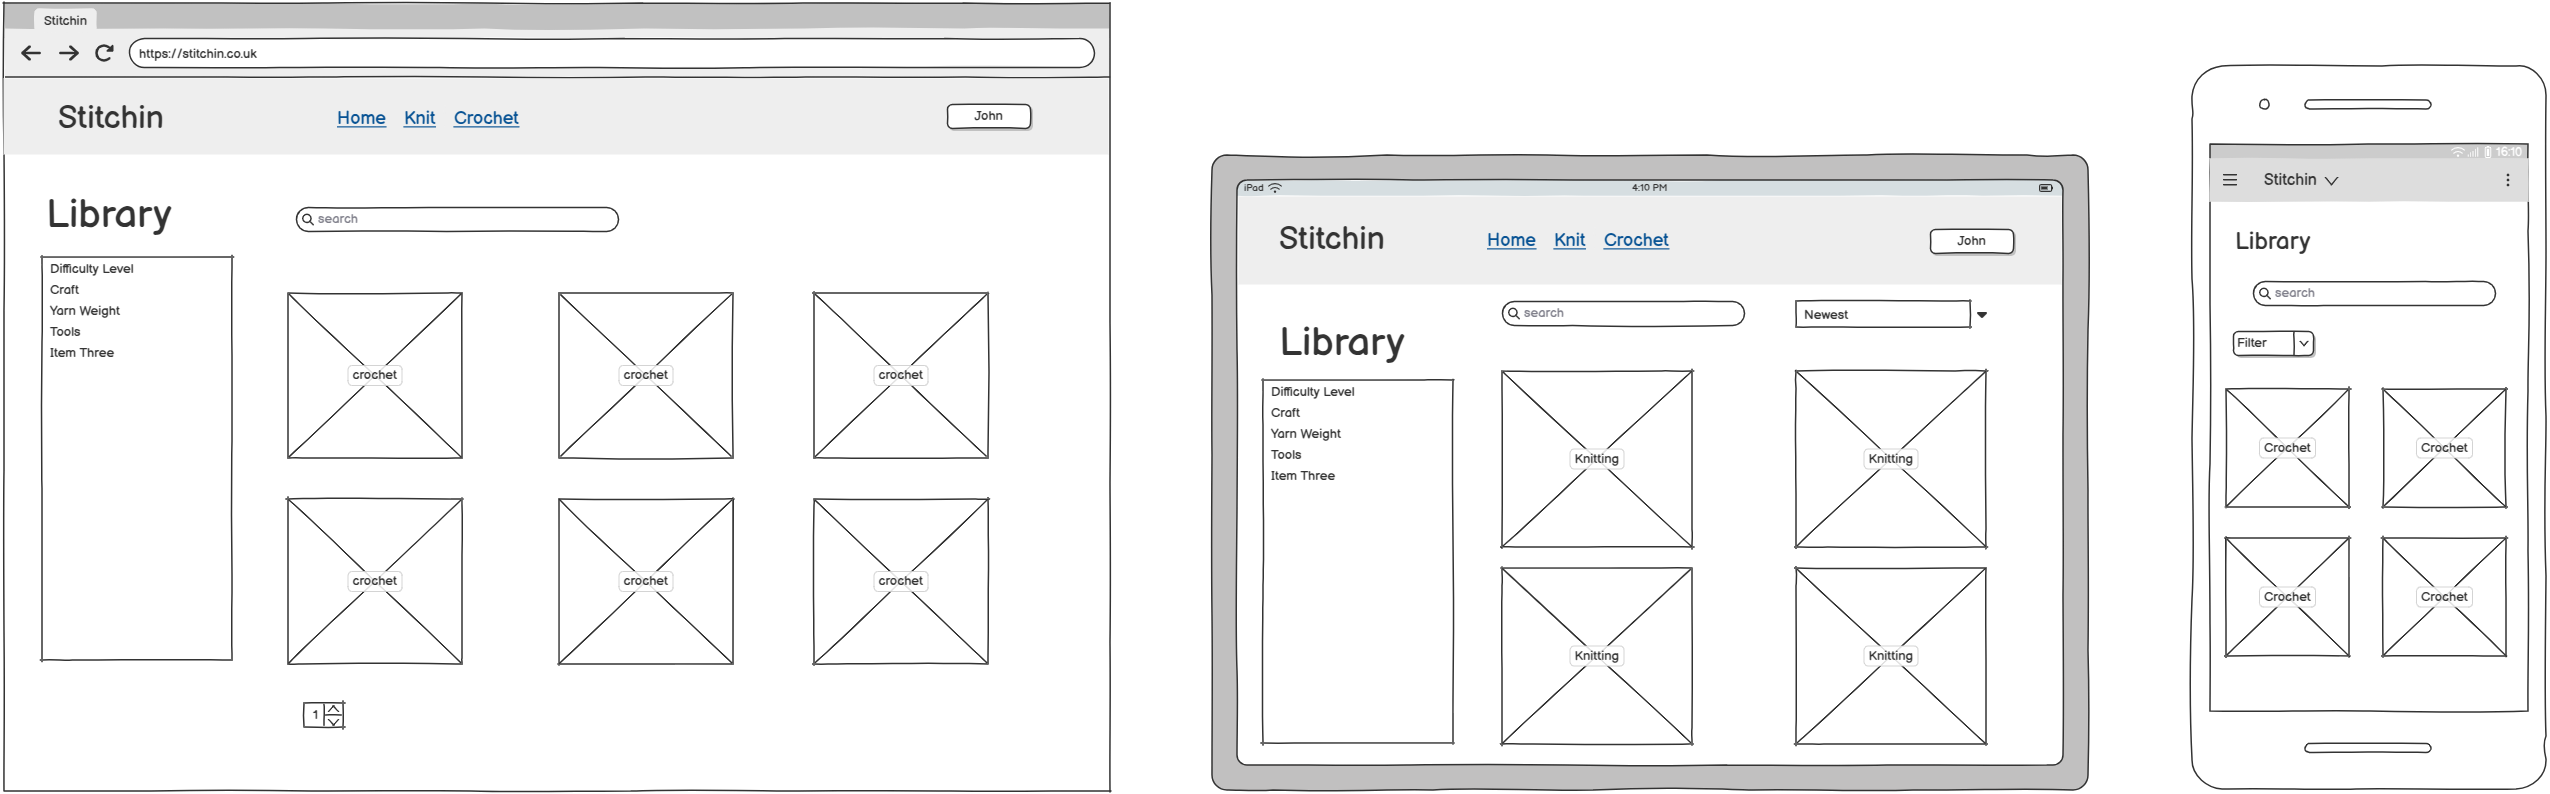 Stitchin
https://stitchin.co.uk
Stitchin
Home Knit Crochet
John
Library
search
Difficulty Level
Craft
Yarn Weight
Tools
Item Three
crochet
crochet
crochet
crochet
crochet
crochet
1
iPad
4:10 PM
Stitchin
Home Knit Crochet
John
search
Newest
Library
Difficulty Level
Craft
Yarn Weight
Tools
Item Three
Knitting
Knitting
Knitting
Knitting
16:10
Stitchin
Library
search
Filter
Crochet
Crochet
Crochet
Crochet